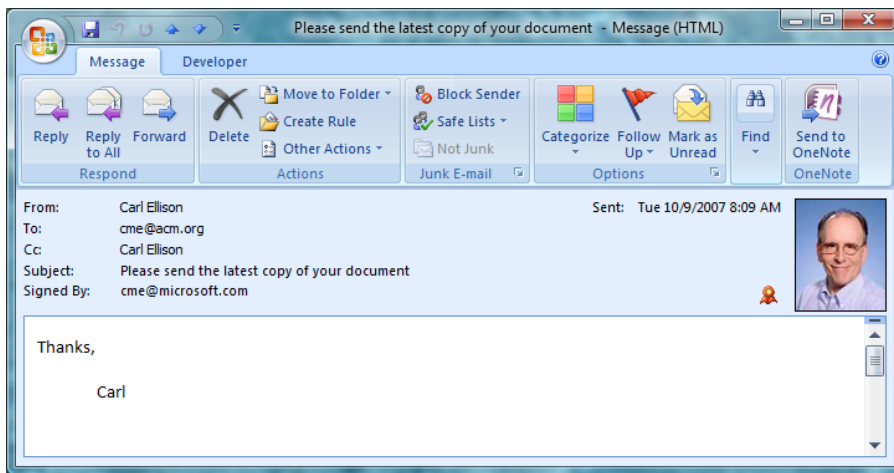 Please send the latest copy of your document - Message (HTML)
Message Developer
Reply
Reply to All
Forward
Respond
Delete
Move to Folder
Create Rule
Other Actions
Actions
Block Sender
Safe Lists
Not Junk
Junk E-mail
Categorize
Follow Up
Mark as Unread
Options
Find
Send to OneNote
OneNote
From: Carl Ellison
Sent: Tue 10/9/2007 8:09 AM
To: cme@acm.org
Cc: Carl Ellison
Subject: Please send the latest copy of your document
Signed By: cme@microsoft.com
Thanks,
Carl